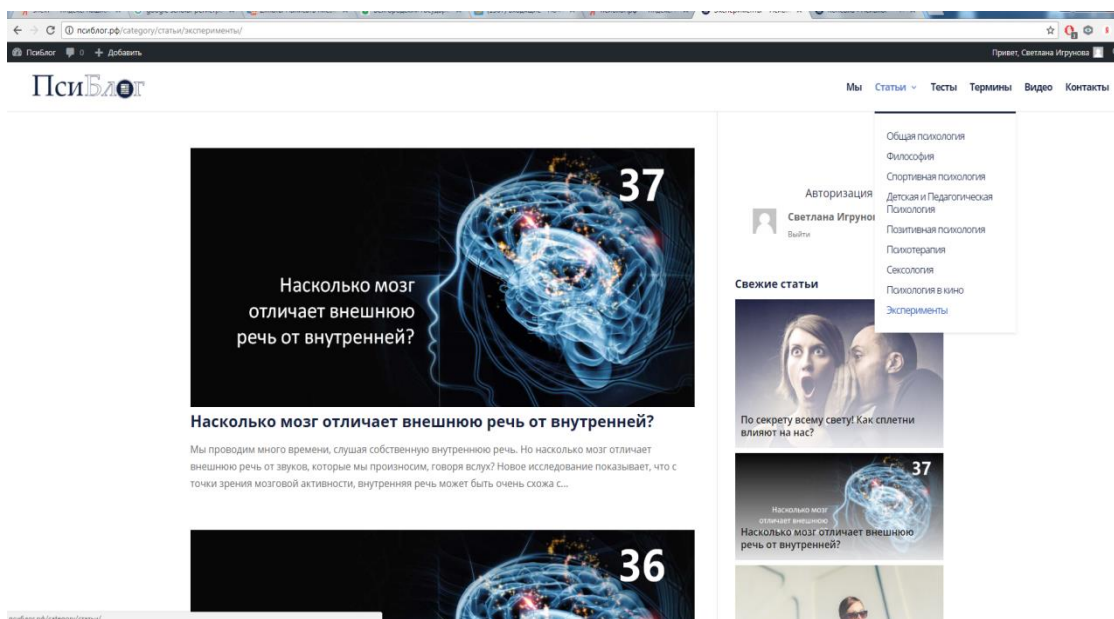 псиблог.рф/category/статьи/эксперименты/
ПсиБлог 0 + Добавить
Привет, Светлана Игрунова
ПсиБлог
Мы Статьи Тесты Термины Видео Контакты
Общая психология
Философия
Спортивная психология
Детская и Педагогическая
Психология
Позитивная психология
Психотерапия
Сексология
Психология в кино
Эксперименты
37
Насколько мозг
отличает внешнюю
речь от внутренней?
Насколько мозг отличает внешнюю речь от внутренней?
Мы проводим много времени, слушая собственную внутреннюю речь. Но насколько мозг отличает
внешнюю речь от звуков, которые мы произносим, говоря вслух? Новое исследование показывает, что с
точки зрения мозговой активности, внутренняя речь может быть очень схожа с...
36
Авторизация
Светлана Игрунов
Выйти
Свежие статьи
По секрету всему свету! Как сплетни
влияют на нас?
37
Насколько мозг
отличает внешнюю
Насколько мозг отличает внешнюю
речь от внутренней?